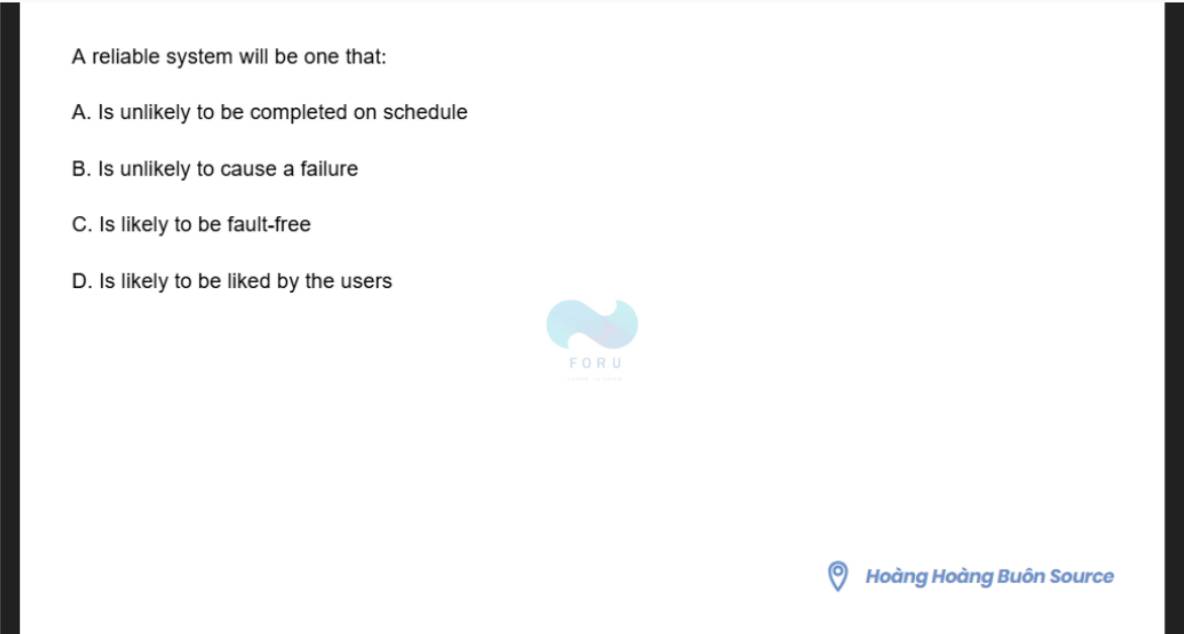 A reliable system will be one that:
A. Is unlikely to be completed on schedule
B. Is unlikely to cause a failure
C. Is likely to be fault-free
D. Is likely to be liked by the users
FORU
Hoàng Hoàng Buôn Source